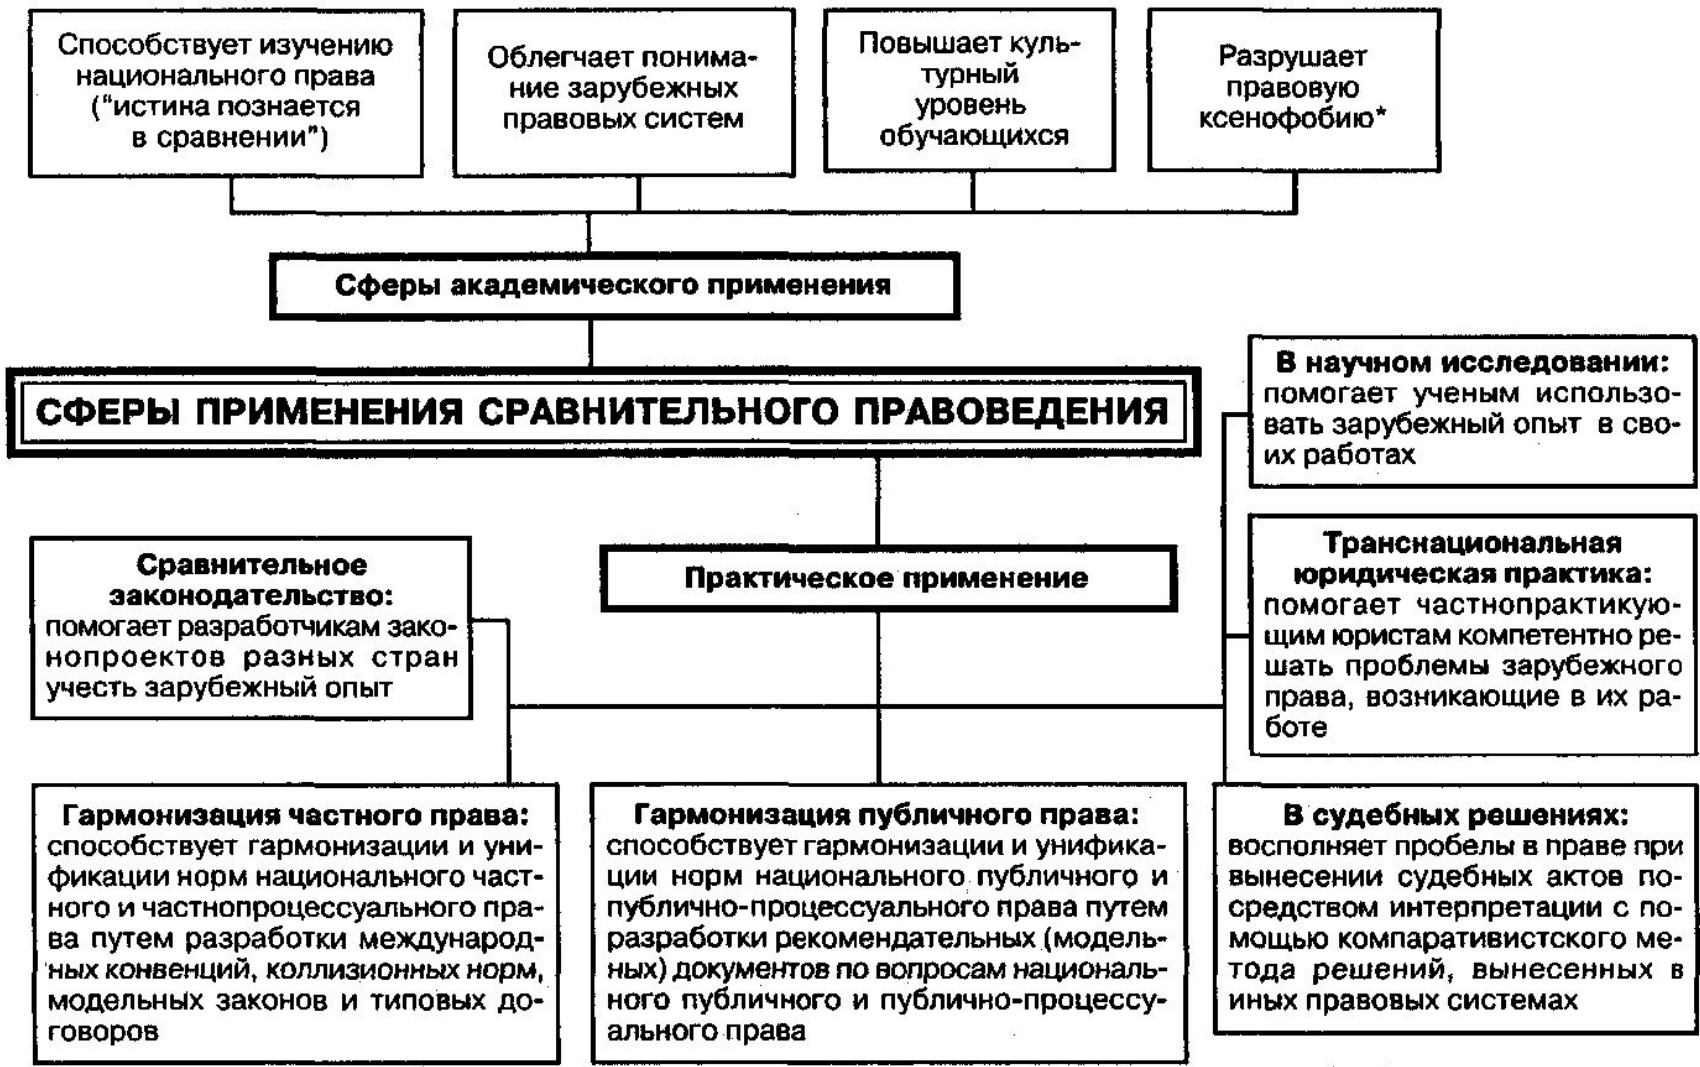 Способствует изучению
национального права
("истина познается
в сравнении")
Облегчает понима-
ние зарубежных
правовых систем
Повышает куль-
турный
уровень
обучающихся
Разрушает
правовую
ксенофобию*
Сферы академического применения
СФЕРЫ ПРИМЕНЕНИЯ СРАВНИТЕЛЬНОГО ПРАВОВЕДЕНИЯ
В научном исследовании:
помогает ученым использо-
вать зарубежный опыт в сво-
их работах
Сравнительное
законодательство:
помогает разработчикам зако-
нопроектов разных стран
учесть зарубежный опыт
Практическое применение
Транснациональная
юридическая практика:
помогает частнопрактикую-
щим юристам компетентно ре-
шать проблемы зарубежного
права, возникающие в их ра-
боте
Гармонизация частного права:
способствует гармонизации и уни-
фикации норм национального част-
ного и частнопроцессуального пра-
ва путем разработки международ-
ных конвенций, коллизионных норм,
модельных законов и типовых до-
говоров
Гармонизация публичного права:
способствует гармонизации и унифика-
ции норм национального публичного и
публично-процессуального права путем
разработки рекомендательных (модель-
ных) документов по вопросам националь-
ного публичного и публично-процессу-
ального права
В судебных решениях:
восполняет пробелы в праве при
вынесении судебных актов по-
средством интерпретации с по-
мощью компаративистского ме-
тода решений, вынесенных в
иных правовых системах